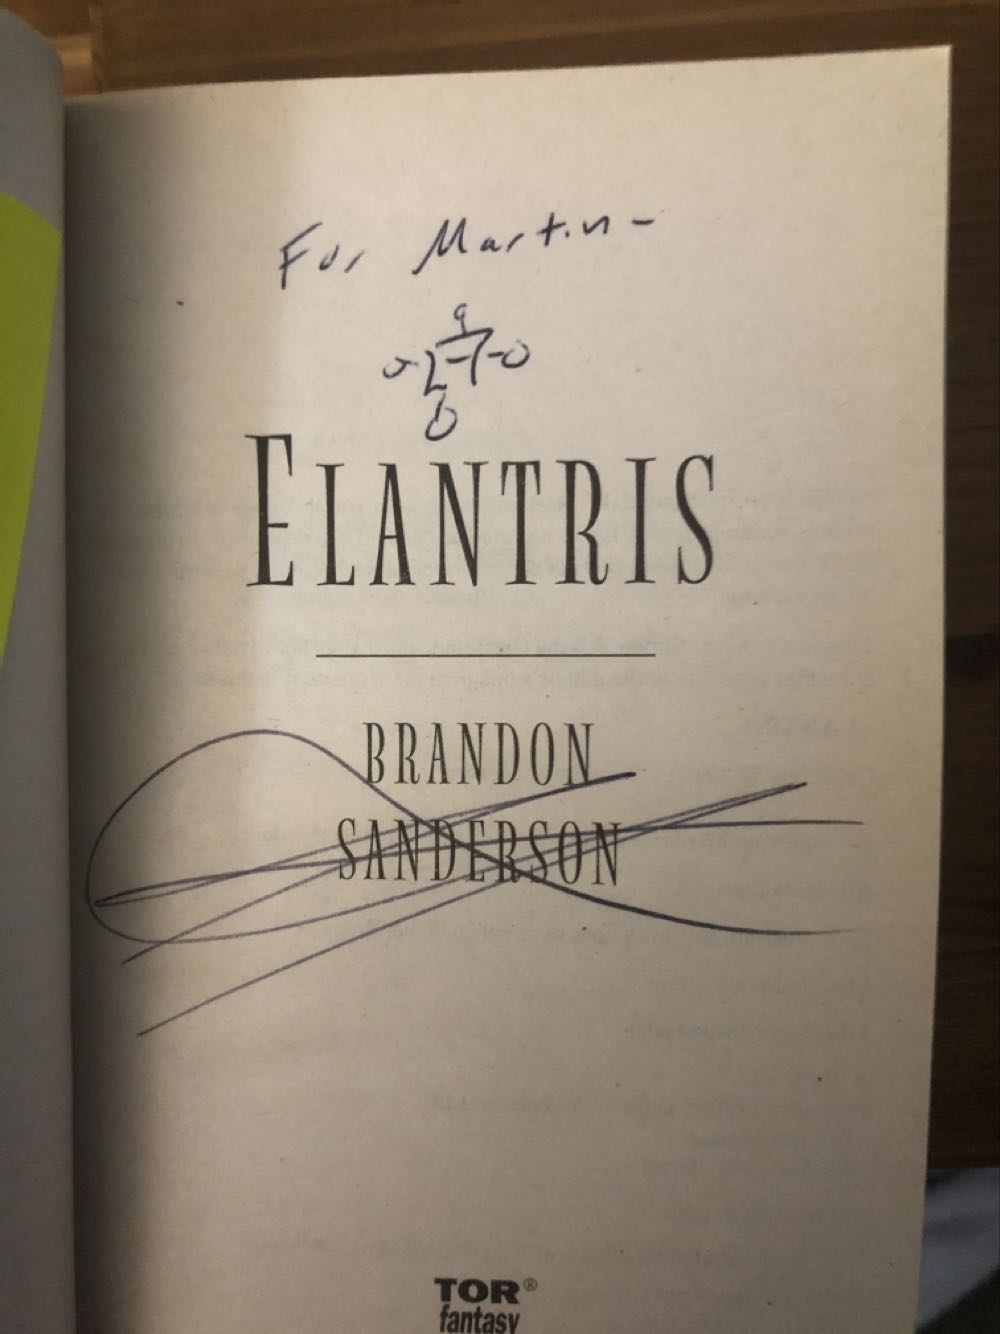 For Martin-
ELANTRIS
BRANDON
SANDERSON
TOR®
fantasy